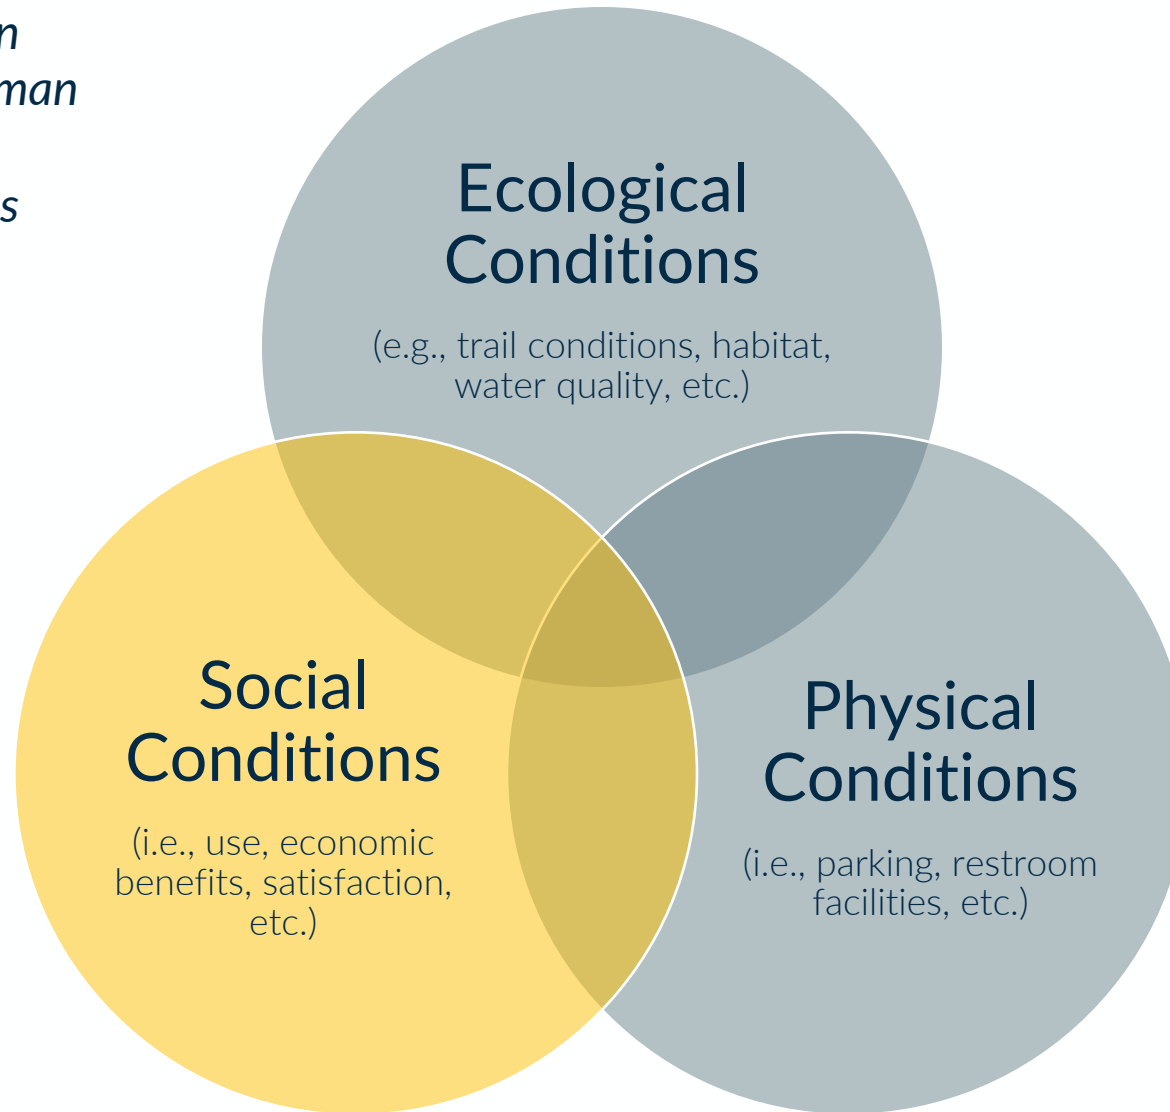 Ecological
Conditions
(e.g., trail conditions, habitat,
water quality, etc.)
Social
Conditions
(i.e., use, economic
benefits, satisfaction,
etc.)
Physical
Conditions
(i.e., parking, restroom
facilities, etc.)